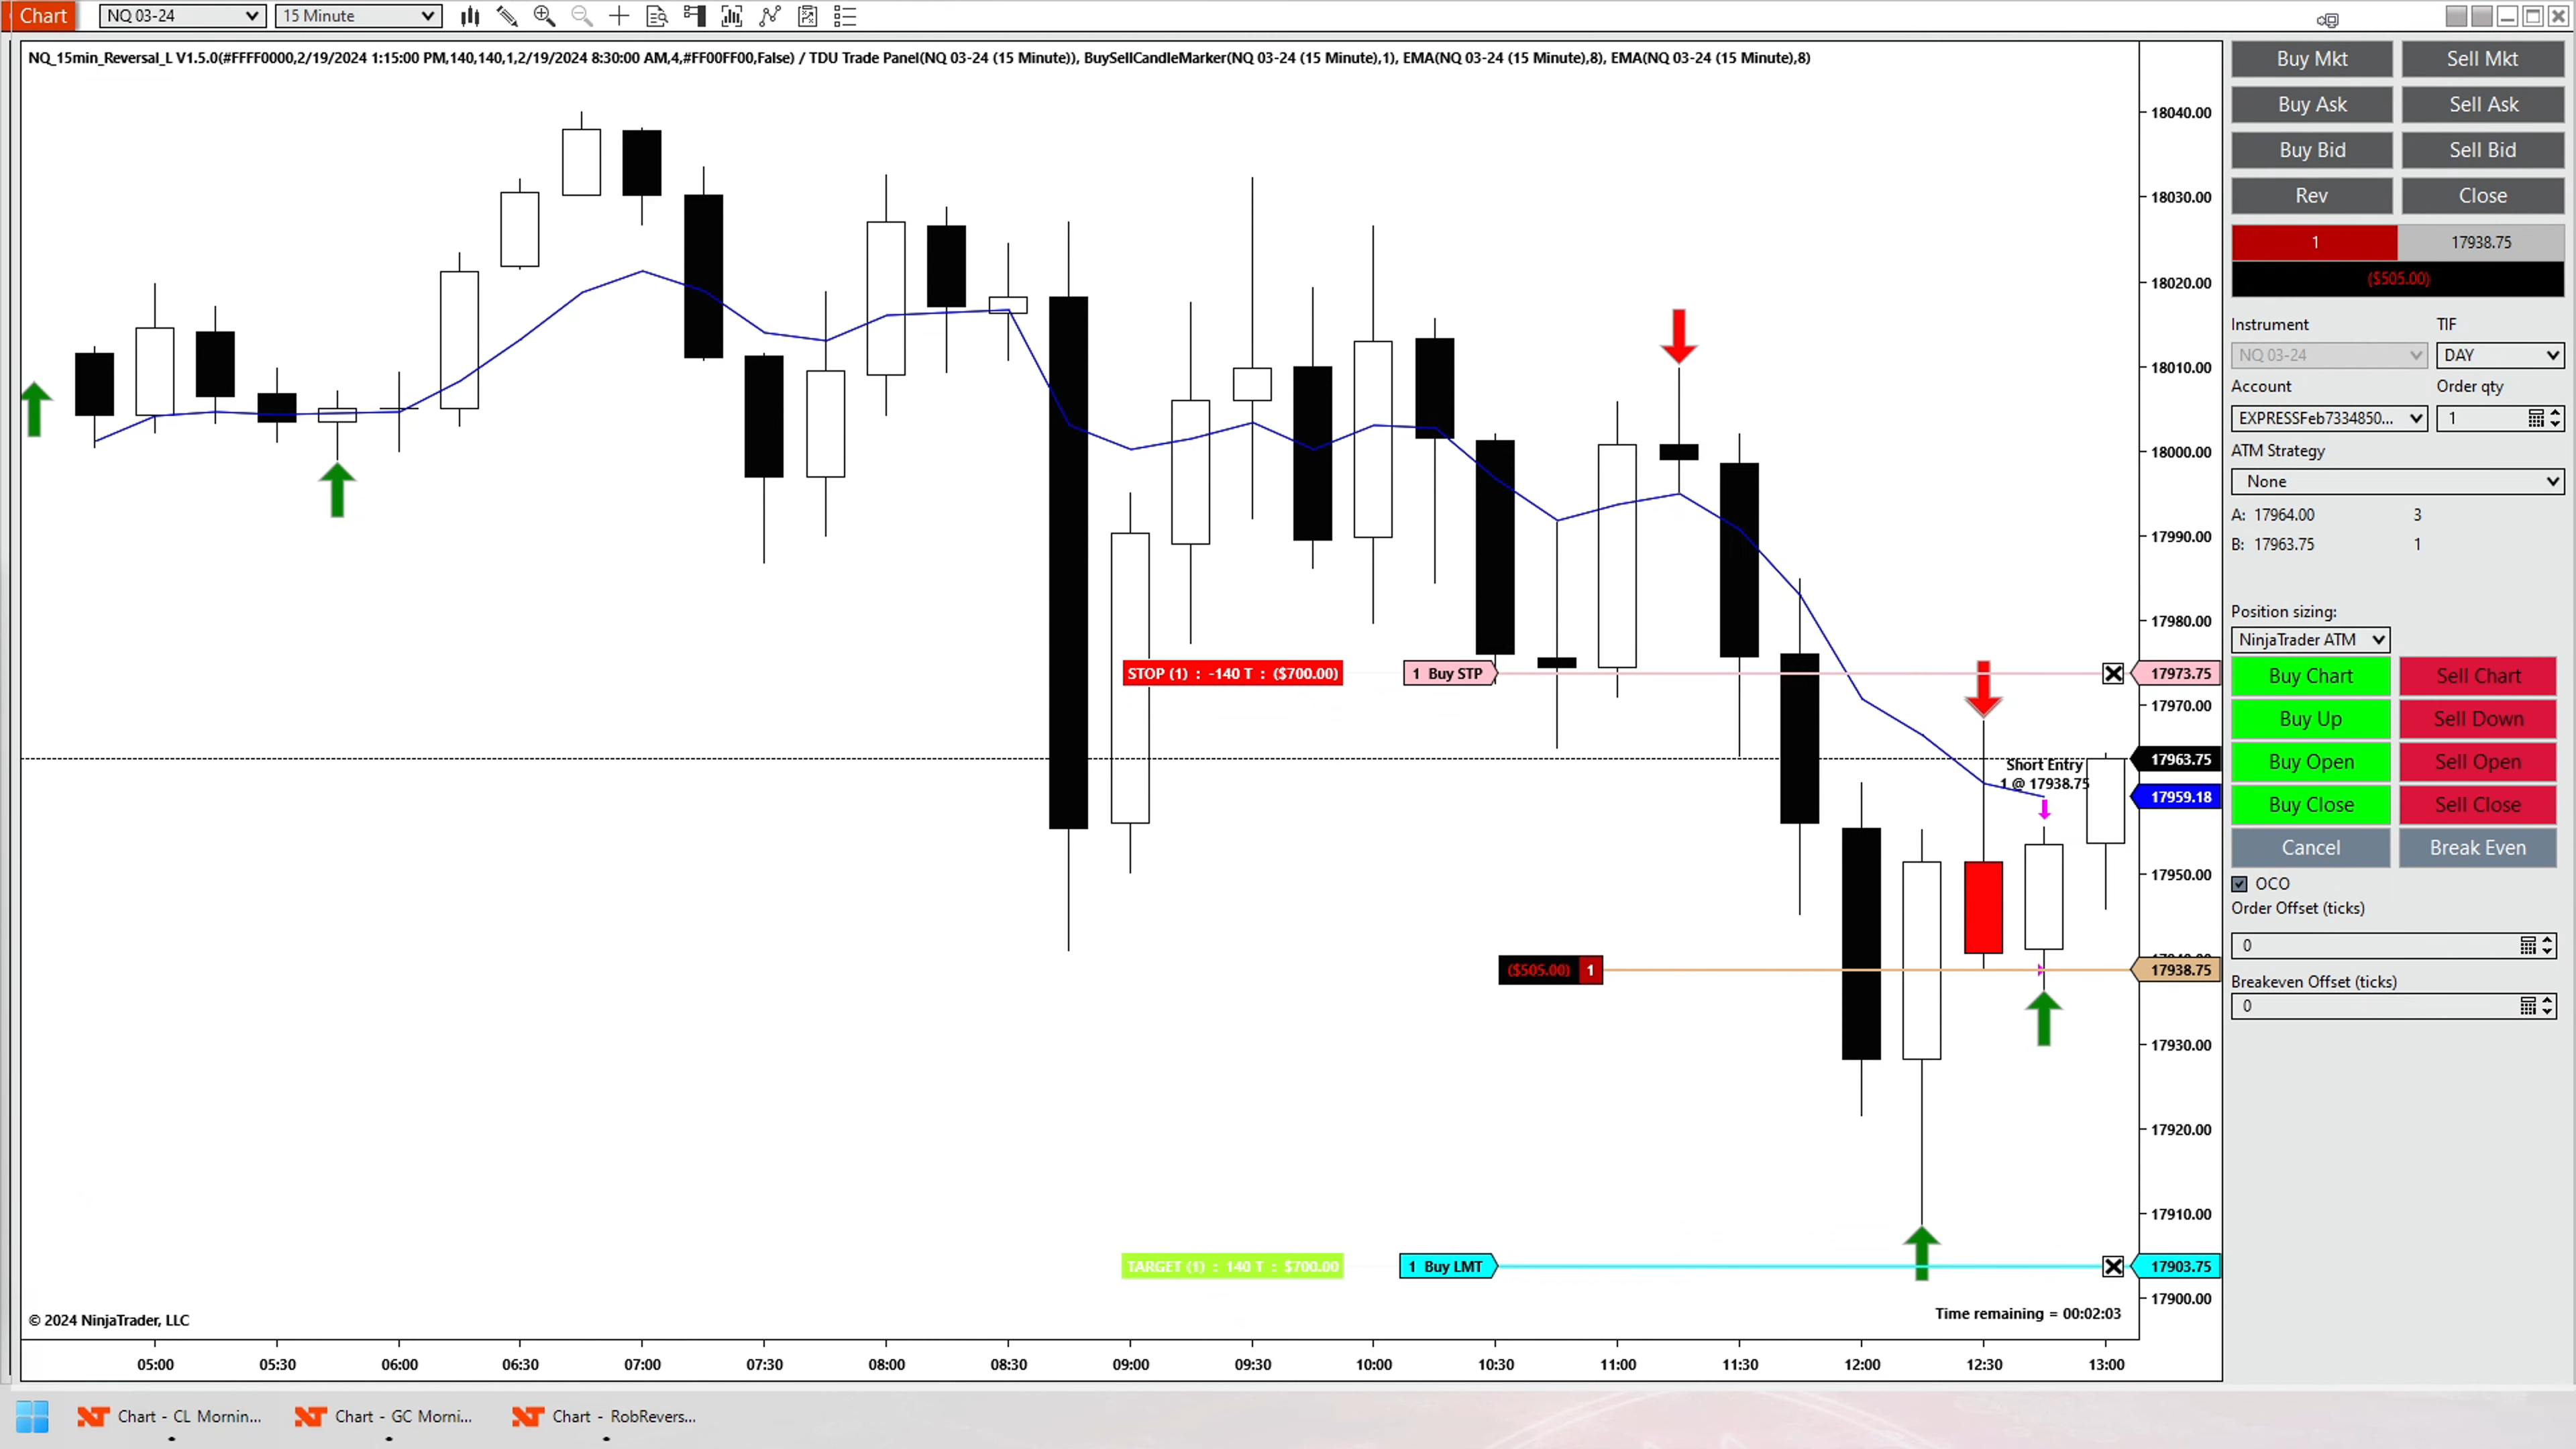 Chart NQ 03-24 15 Minute
NQ_15min_Reversal_L V1.5.0(#FFFF0000,2/19/2024 1:15:00 PM,140,140,1,2/19/2024 8:30:00 AM,4,#FF00FF00,False) / TDU Trade Panel(NQ 03-24 (15 Minute)), BuySellCandleMarker(NQ 03-24 (15 Minute),1), EMA(NQ 03-24 (15 Minute),8), EMA(NQ 03-24 (15 Minute),8)
18040.00
18030.00
18020.00
18010.00
18000.00
17990.00
17980.00
STOP (1) : -140 T : ($700.00)
1 Buy STP
17973.75
17970.00
17963.75
Short Entry
1 @ 17938.75
17959.18
17950.00
($505.00) 1
17938.75
17930.00
17920.00
17910.00
TARGET (1) : 140 T : $700.00
1 Buy LMT
17903.75
17900.00
© 2024 NinjaTrader, LLC
Time remaining = 00:02:03
05:00 05:30 06:00 06:30 07:00 07:30 08:00 08:30 09:00 09:30 10:00 10:30 11:00 11:30 12:00 12:30 13:00
Buy Mkt Sell Mkt
Buy Ask Sell Ask
Buy Bid Sell Bid
Rev Close
1 17938.75
($505.00)
Instrument TIF
NQ 03-24 DAY
Account Order qty
EXPRESSFeb7334850... 1
ATM Strategy
None
A: 17964.00 3
B: 17963.75 1
Position sizing:
NinjaTrader ATM
Buy Chart Sell Chart
Buy Up Sell Down
Buy Open Sell Open
Buy Close Sell Close
Cancel Break Even
OCO
Order Offset (ticks)
0
Breakeven Offset (ticks)
0
Chart - CL Mornin... Chart - GC Morni... Chart - RobRevers...